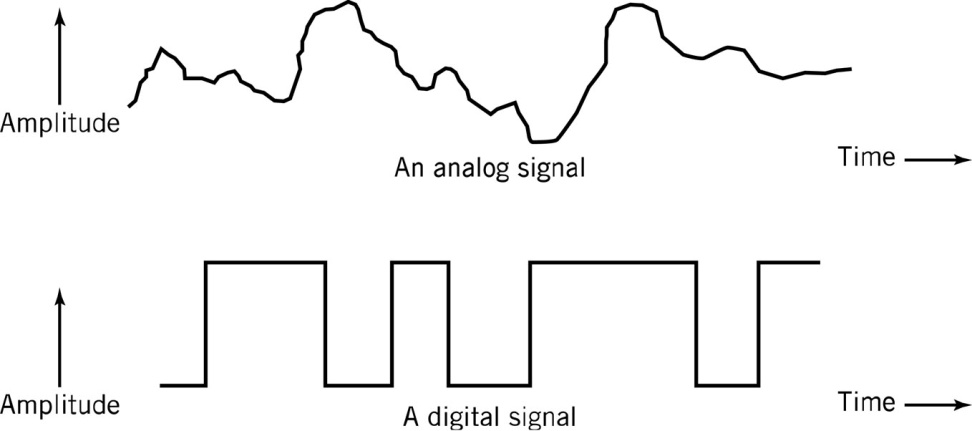 Amplitude
An analog signal
Time
Amplitude
A digital signal
Time